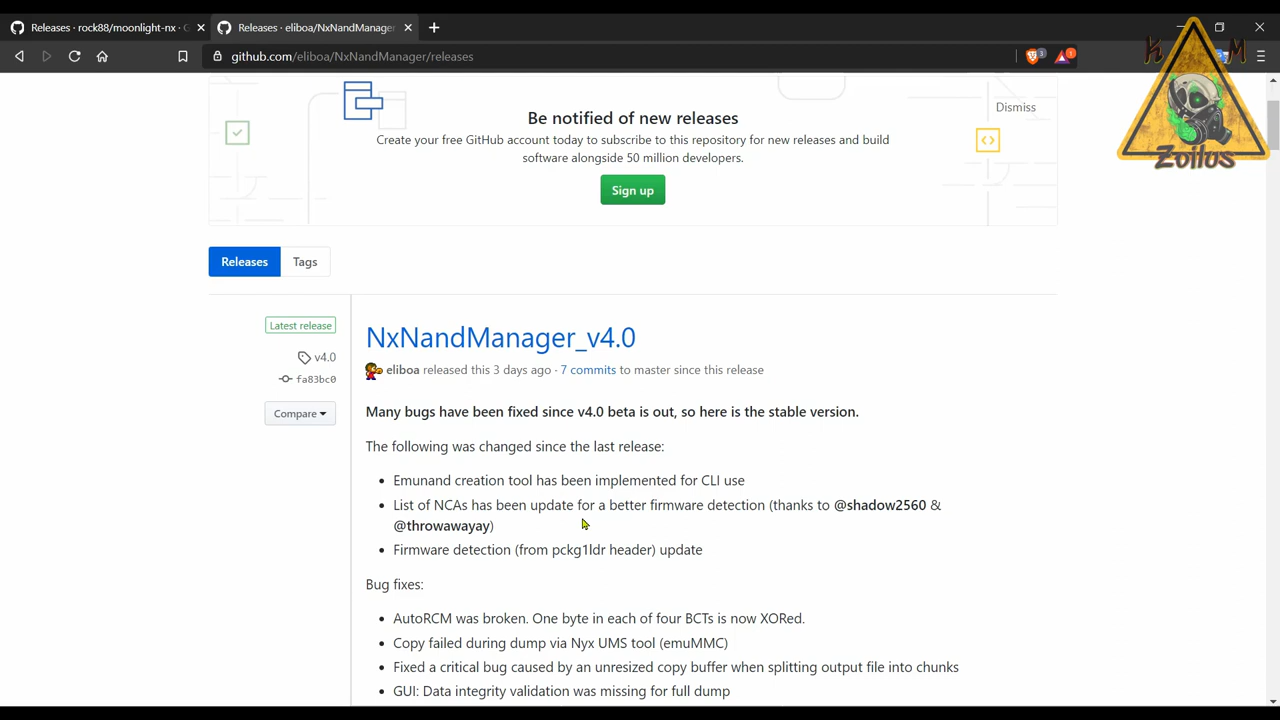 Releases · rock88/moonlight-nx · G
Releases · eliboa/NxNandManager
github.com/eliboa/NxNandManager/releases
3
1
Zoilus
Be notified of new releases
Dismiss
Create your free GitHub account today to subscribe to this repository for new releases and build
software alongside 50 million developers.
Sign up
Releases
Tags
Latest release
v4.0
fa83bc0
Compare
NxNandManager_v4.0
eliboa released this 3 days ago · 7 commits to master since this release
Many bugs have been fixed since v4.0 beta is out, so here is the stable version.
The following was changed since the last release:
Emunand creation tool has been implemented for CLI use
List of NCAs has been update for a better firmware detection (thanks to @shadow2560 &
@throwawayay)
Firmware detection (from pckg1ldr header) update
Bug fixes:
AutoRCM was broken. One byte in each of four BCTs is now XORed.
Copy failed during dump via Nyx UMS tool (emuMMC)
Fixed a critical bug caused by an unresized copy buffer when splitting output file into chunks
GUI: Data integrity validation was missing for full dump